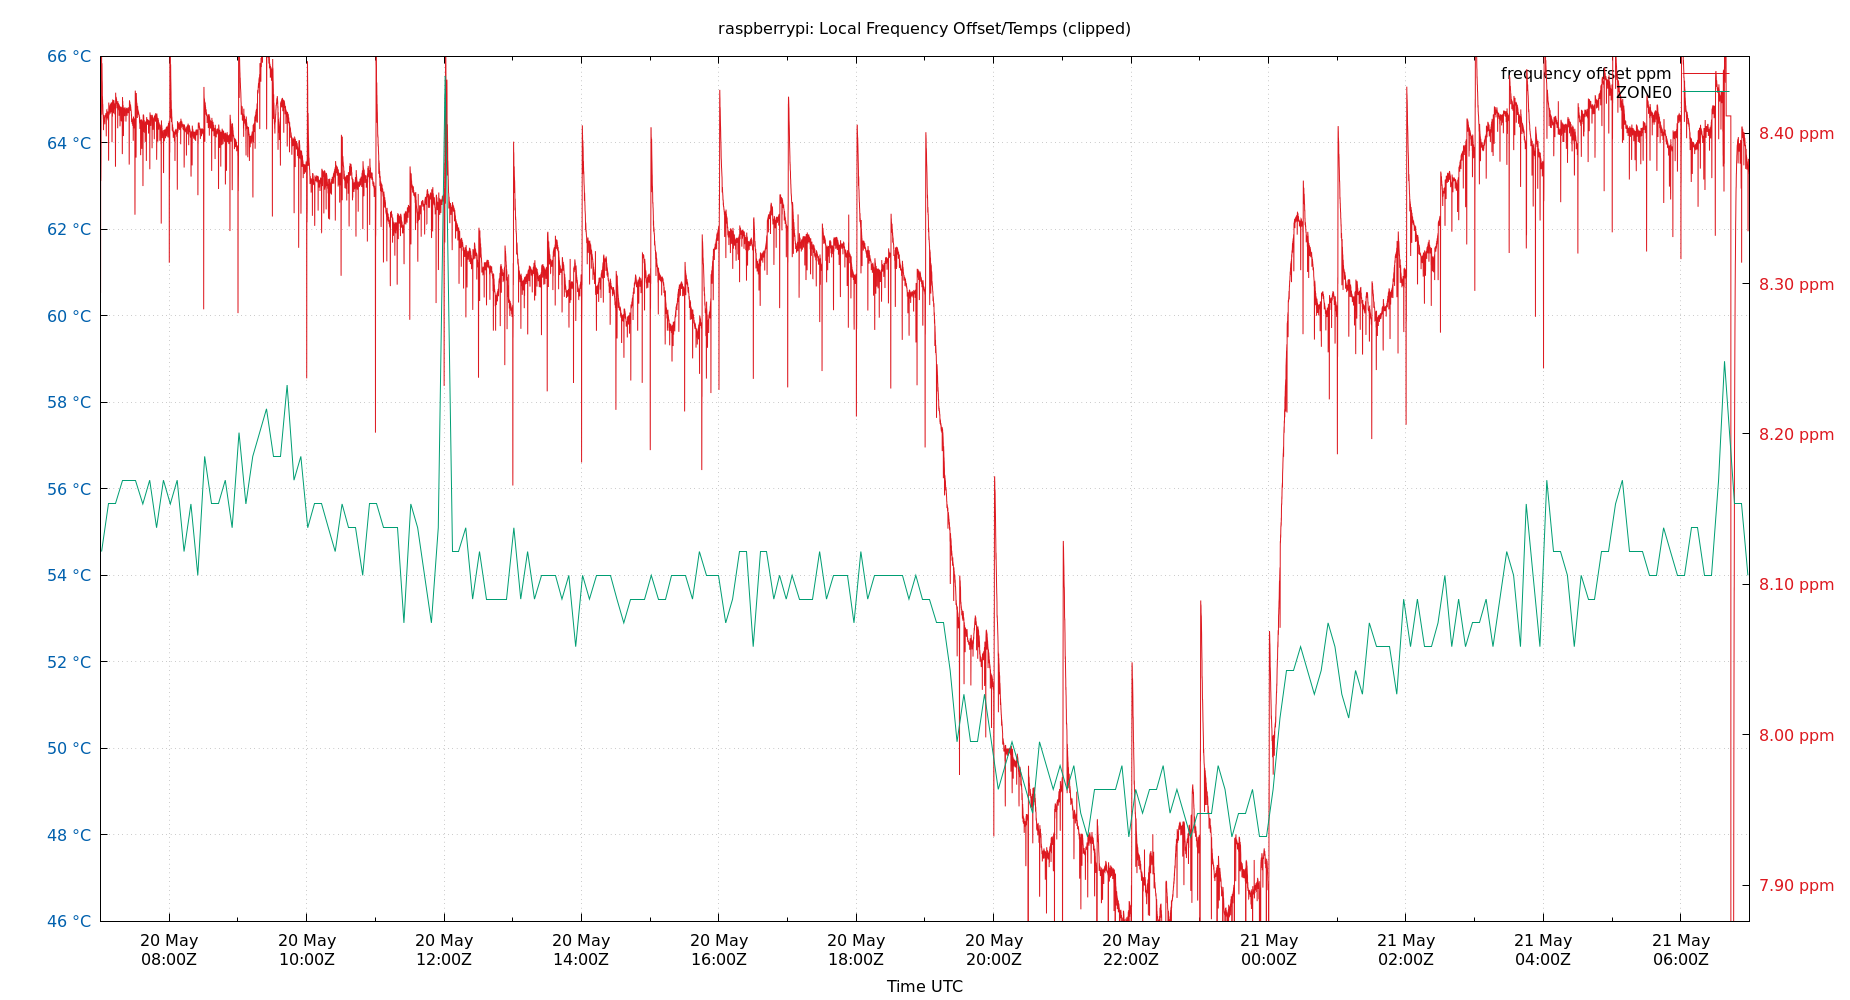 raspberrypi: Local Frequency Offset/Temps (clipped)
66 °C
64 °C
62 °C
60 °C
58 °C
56 °C
54 °C
52 °C
50 °C
48 °C
46 °C
frequency offset ppm
ZONE0
8.40 ppm
8.30 ppm
8.20 ppm
8.10 ppm
8.00 ppm
7.90 ppm
20 May 20 May 20 May 20 May 20 May 20 May 20 May 20 May 21 May 21 May 21 May 21 May
08:00Z 10:00Z 12:00Z 14:00Z 16:00Z 18:00Z 20:00Z 22:00Z 00:00Z 02:00Z 04:00Z 06:00Z
Time UTC